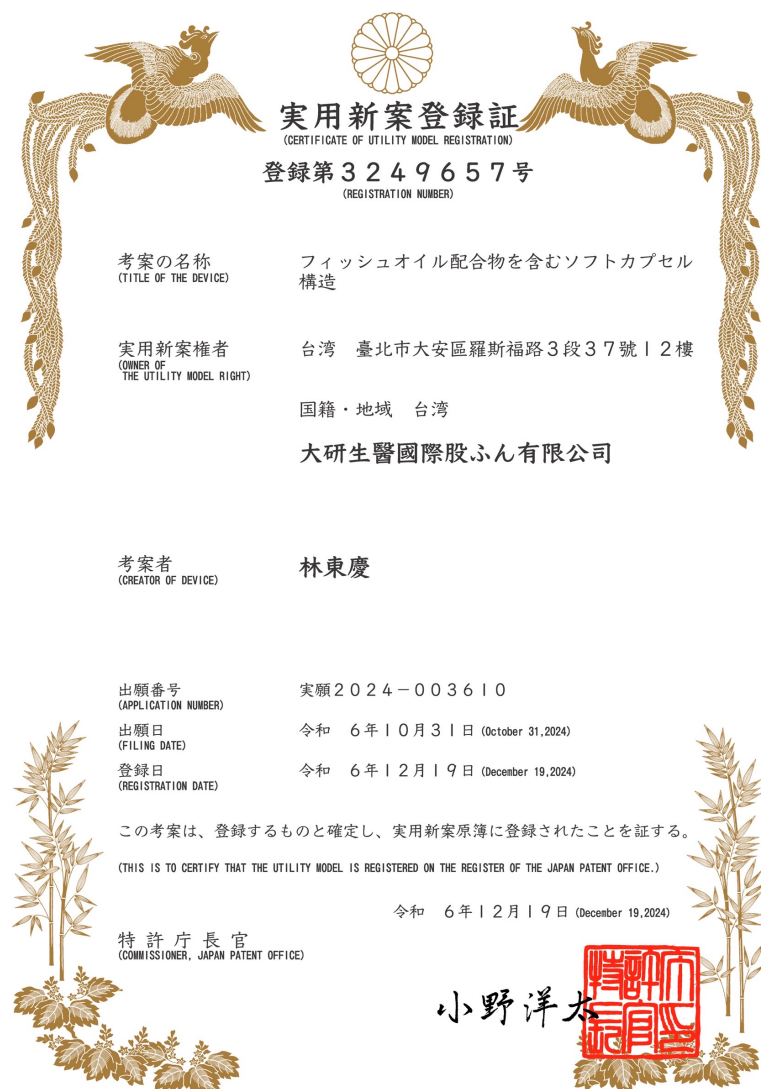 実用新案登録証
(CERTIFICATE OF UTILITY MODEL REGISTRATION)
登録第３２４９６５７号
(REGISTRATION NUMBER)
考案の名称
(TITLE OF THE DEVICE)
フィッシュオイル配合物を含むソフトカプセル
構造
実用新案権者
(OWNER OF
THE UTILITY MODEL RIGHT)
台湾　臺北市大安區羅斯福路３段３７號１２樓
国籍・地域　台湾
大研生醫國際股ふん有限公司
考案者
(CREATOR OF DEVICE)
林東慶
出願番号
(APPLICATION NUMBER)
実願２０２４－００３６１０
出願日
(FILING DATE)
令和　６年１０月３１日(October 31,2024)
登録日
(REGISTRATION DATE)
令和　６年１２月１９日(December 19,2024)
この考案は、登録するものと確定し、実用新案原簿に登録されたことを証する。
(THIS IS TO CERTIFY THAT THE UTILITY MODEL IS REGISTERED ON THE REGISTER OF THE JAPAN PATENT OFFICE.)
令和　６年１２月１９日(December 19,2024)
特許庁長官
(COMMISSIONER, JAPAN PATENT OFFICE)
小野洋太